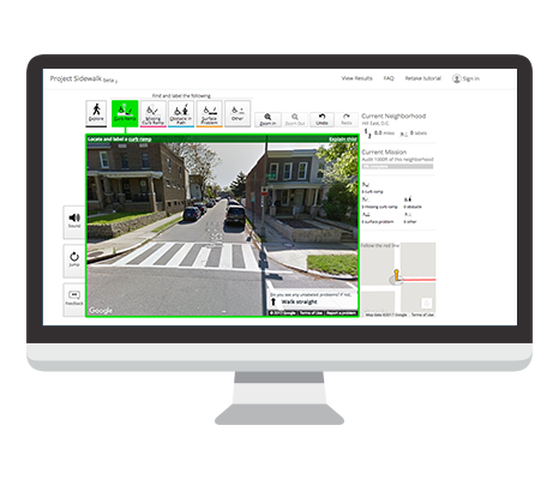 Project Sidewalk beta
View Results
FAQ
Retake tutorial
Sign in
Find and label the following
Explore
Curb Ramp
Missing
Curb Ramp
Obstacle in
Path
Surface
Problem
Other
Zoom In
Zoom Out
Undo
Redo
Current Neighborhood
Hill East, D.C.
0.0 miles
0 labels
Current Mission
Audit 1000ft of this neighborhood
0 curb ramp
0 missing curb ramp
0 obstacle
0 surface problem
0 other
Locate and label a curb ramp
Explain this
Sound
Jump
Feedback
Follow the red line
Do you see any unlabeled problems? If not,
Walk straight
Google
© 2017 Google
Terms of Use
Report a problem
Map data ©2017 Google
Terms of Use